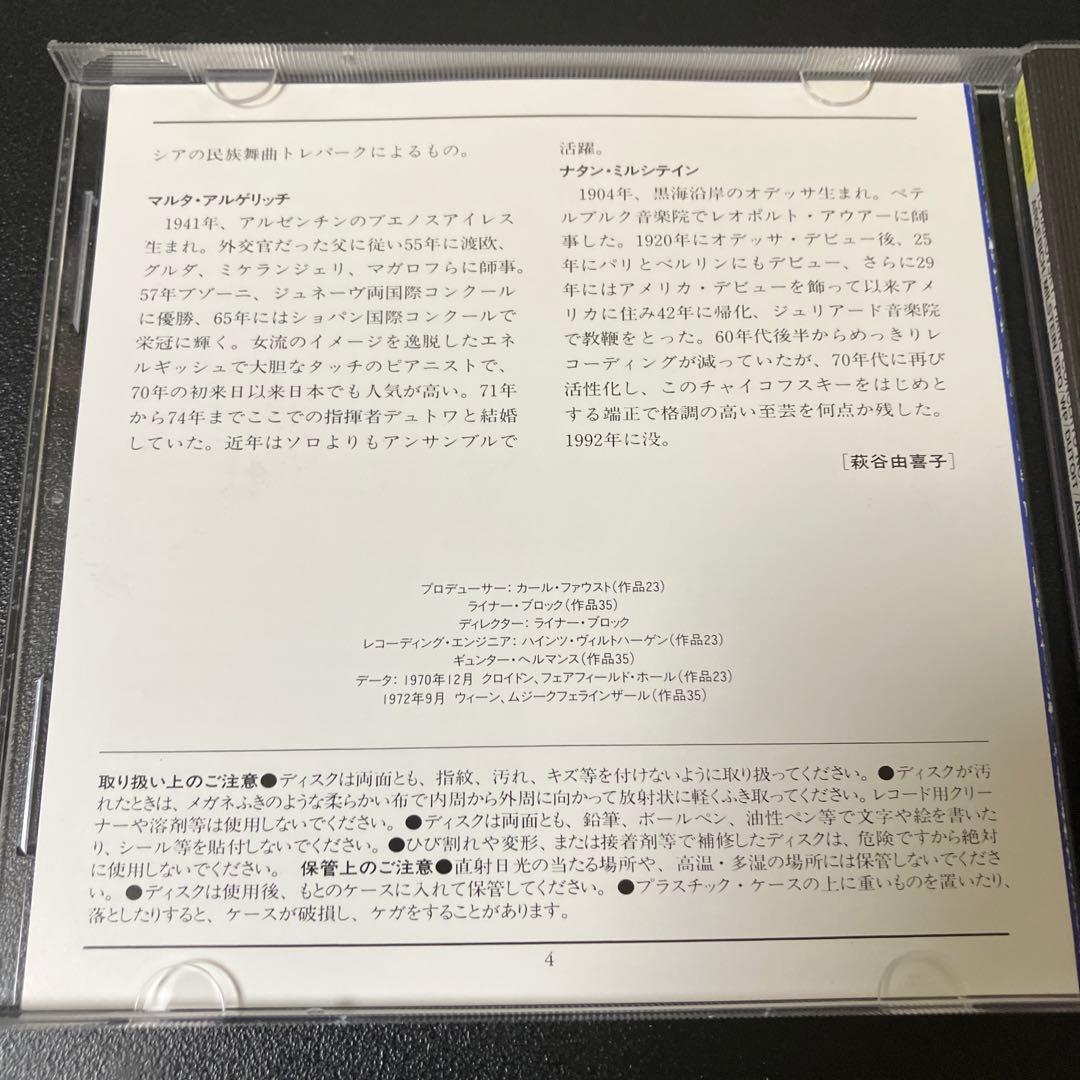 シアの民族舞曲トレパークによるもの。
マルタ・アルゲリッチ
1941年、アルゼンチンのブエノスアイレス
生まれ。外交官だった父に従い55年に渡欧、
グルダ、ミケランジェリ、マガロフらに師事。
57年ブゾーニ、ジュネーヴ両国際コンクール
に優勝、65年にはショパン国際コンクールで
栄冠に輝く。女流のイメージを逸脱したエネ
ルギッシュで大胆なタッチのピアニストで、
70年の初来日以来日本でも人気が高い。71年
から74年までここでの指揮者デュトワと結婚
していた。近年はソロよりもアンサンブルで
活躍。
ナタン・ミルシテイン
1904年、黒海沿岸のオデッサ生まれ。ペテ
ルブルク音楽院でレオポルト・アウアーに師
事した。1920年にオデッサ・デビュー後、25
年にパリとベルリンにもデビュー、さらに29
年にはアメリカ・デビューを飾って以来アメ
リカに住み42年に帰化、ジュリアード音楽院
で教鞭をとった。60年代後半からめっきりレ
コーディングが減っていたが、70年代に再び
活性化し、このチャイコフスキーをはじめと
する端正で格調の高い至芸を何点か残した。
1992年に没。
[萩谷由喜子]
プロデューサー：カール・ファウスト(作品23)
ライナー・ブロック(作品35)
ディレクター：ライナー・ブロック
レコーディング・エンジニア：ハインツ・ヴィルトハーゲン(作品23)
ギュンター・ヘルマンス(作品35)
データ：1970年12月 クロイドン、フェアフィールド・ホール(作品23)
1972年9月 ウィーン、ムジークフェラインザール(作品35)
取り扱い上のご注意●ディスクは両面とも、指紋、汚れ、キズ等を付けないように取り扱ってください。●ディスクが汚
れたときは、メガネふきのような柔らかい布で内周から外周に向かって放射状に軽くふき取ってください。レコード用クリー
ナーや溶剤等は使用しないでください。●ディスクは両面とも、鉛筆、ボールペン、油性ペン等で文字や絵を書いた
り、シール等を貼付しないでください。●ひび割れや変形、または接着剤等で補修したディスクは、危険ですから絶対
に使用しないでください。 保管上のご注意●直射日光の当たる場所や、高温・多湿の場所には保管しないでくださ
い。●ディスクは使用後、もとのケースに入れて保管してください。●プラスチック・ケースの上に重いものを置いたり、
落としたりすると、ケースが破損し、ケガをすることがあります。
4